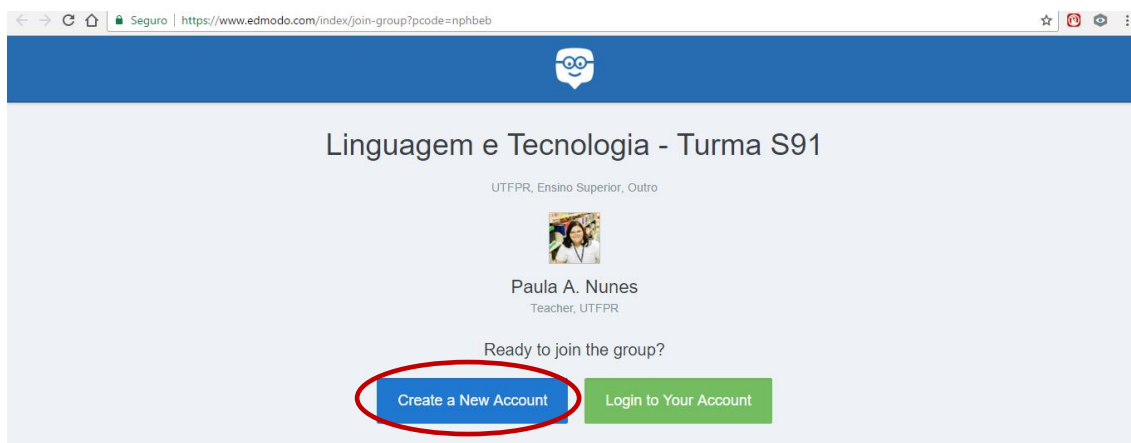 Seguro | https://www.edmodo.com/index/join-group?pcode=nphbeb
Linguagem e Tecnologia - Turma S91
UTFPR, Ensino Superior, Outro
Paula A. Nunes
Teacher, UTFPR
Ready to join the group?
Create a New Account
Login to Your Account